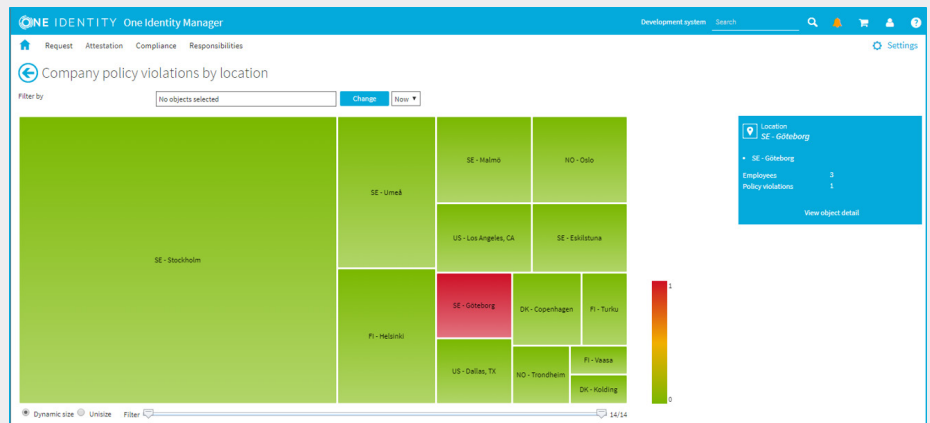 ONE IDENTITY One Identity Manager
Development system Search
Request Attestation Compliance Responsibilities
Settings
Company policy violations by location
Filter by No objects selected Change Now
SE - Stockholm
SE - Umeå
FI - Helsinki
SE - Malmö
NO - Oslo
US - Los Angeles, CA
SE - Eskilstuna
SE - Göteborg
DK - Copenhagen
FI - Turku
US - Dallas, TX
NO - Trondheim
FI - Vaasa
DK - Kolding
1
0
Location
SE - Göteborg
• SE - Göteborg
Employees 3
Policy violations 1
View object detail
Dynamic size Unisize Filter 14/14